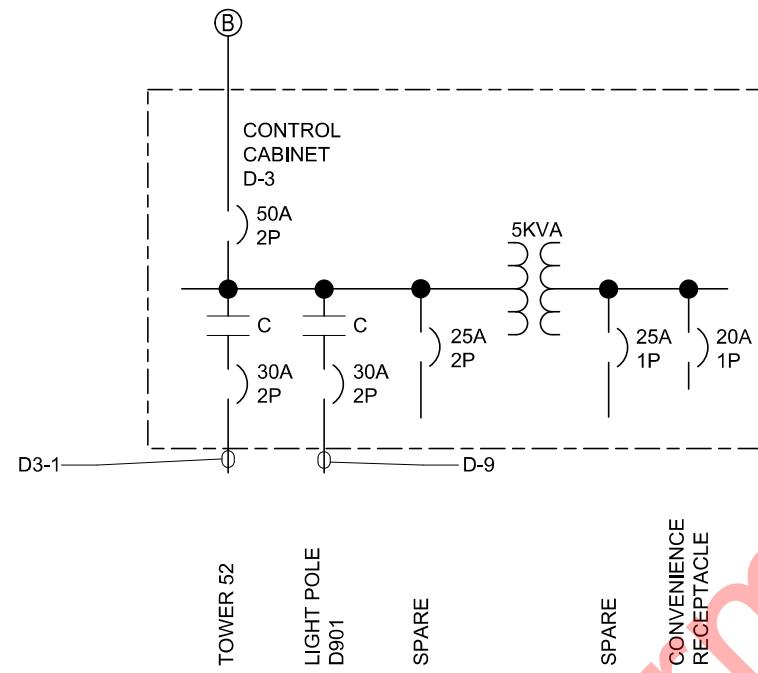 B
CONTROL
CABINET
D-3
50A
2P
5KVA
C
C
30A
2P
30A
2P
25A
2P
25A
1P
20A
1P
D3-1
D-9
TOWER 52
LIGHT POLE
D901
SPARE
SPARE
CONVENIENCE
RECEPTACLE